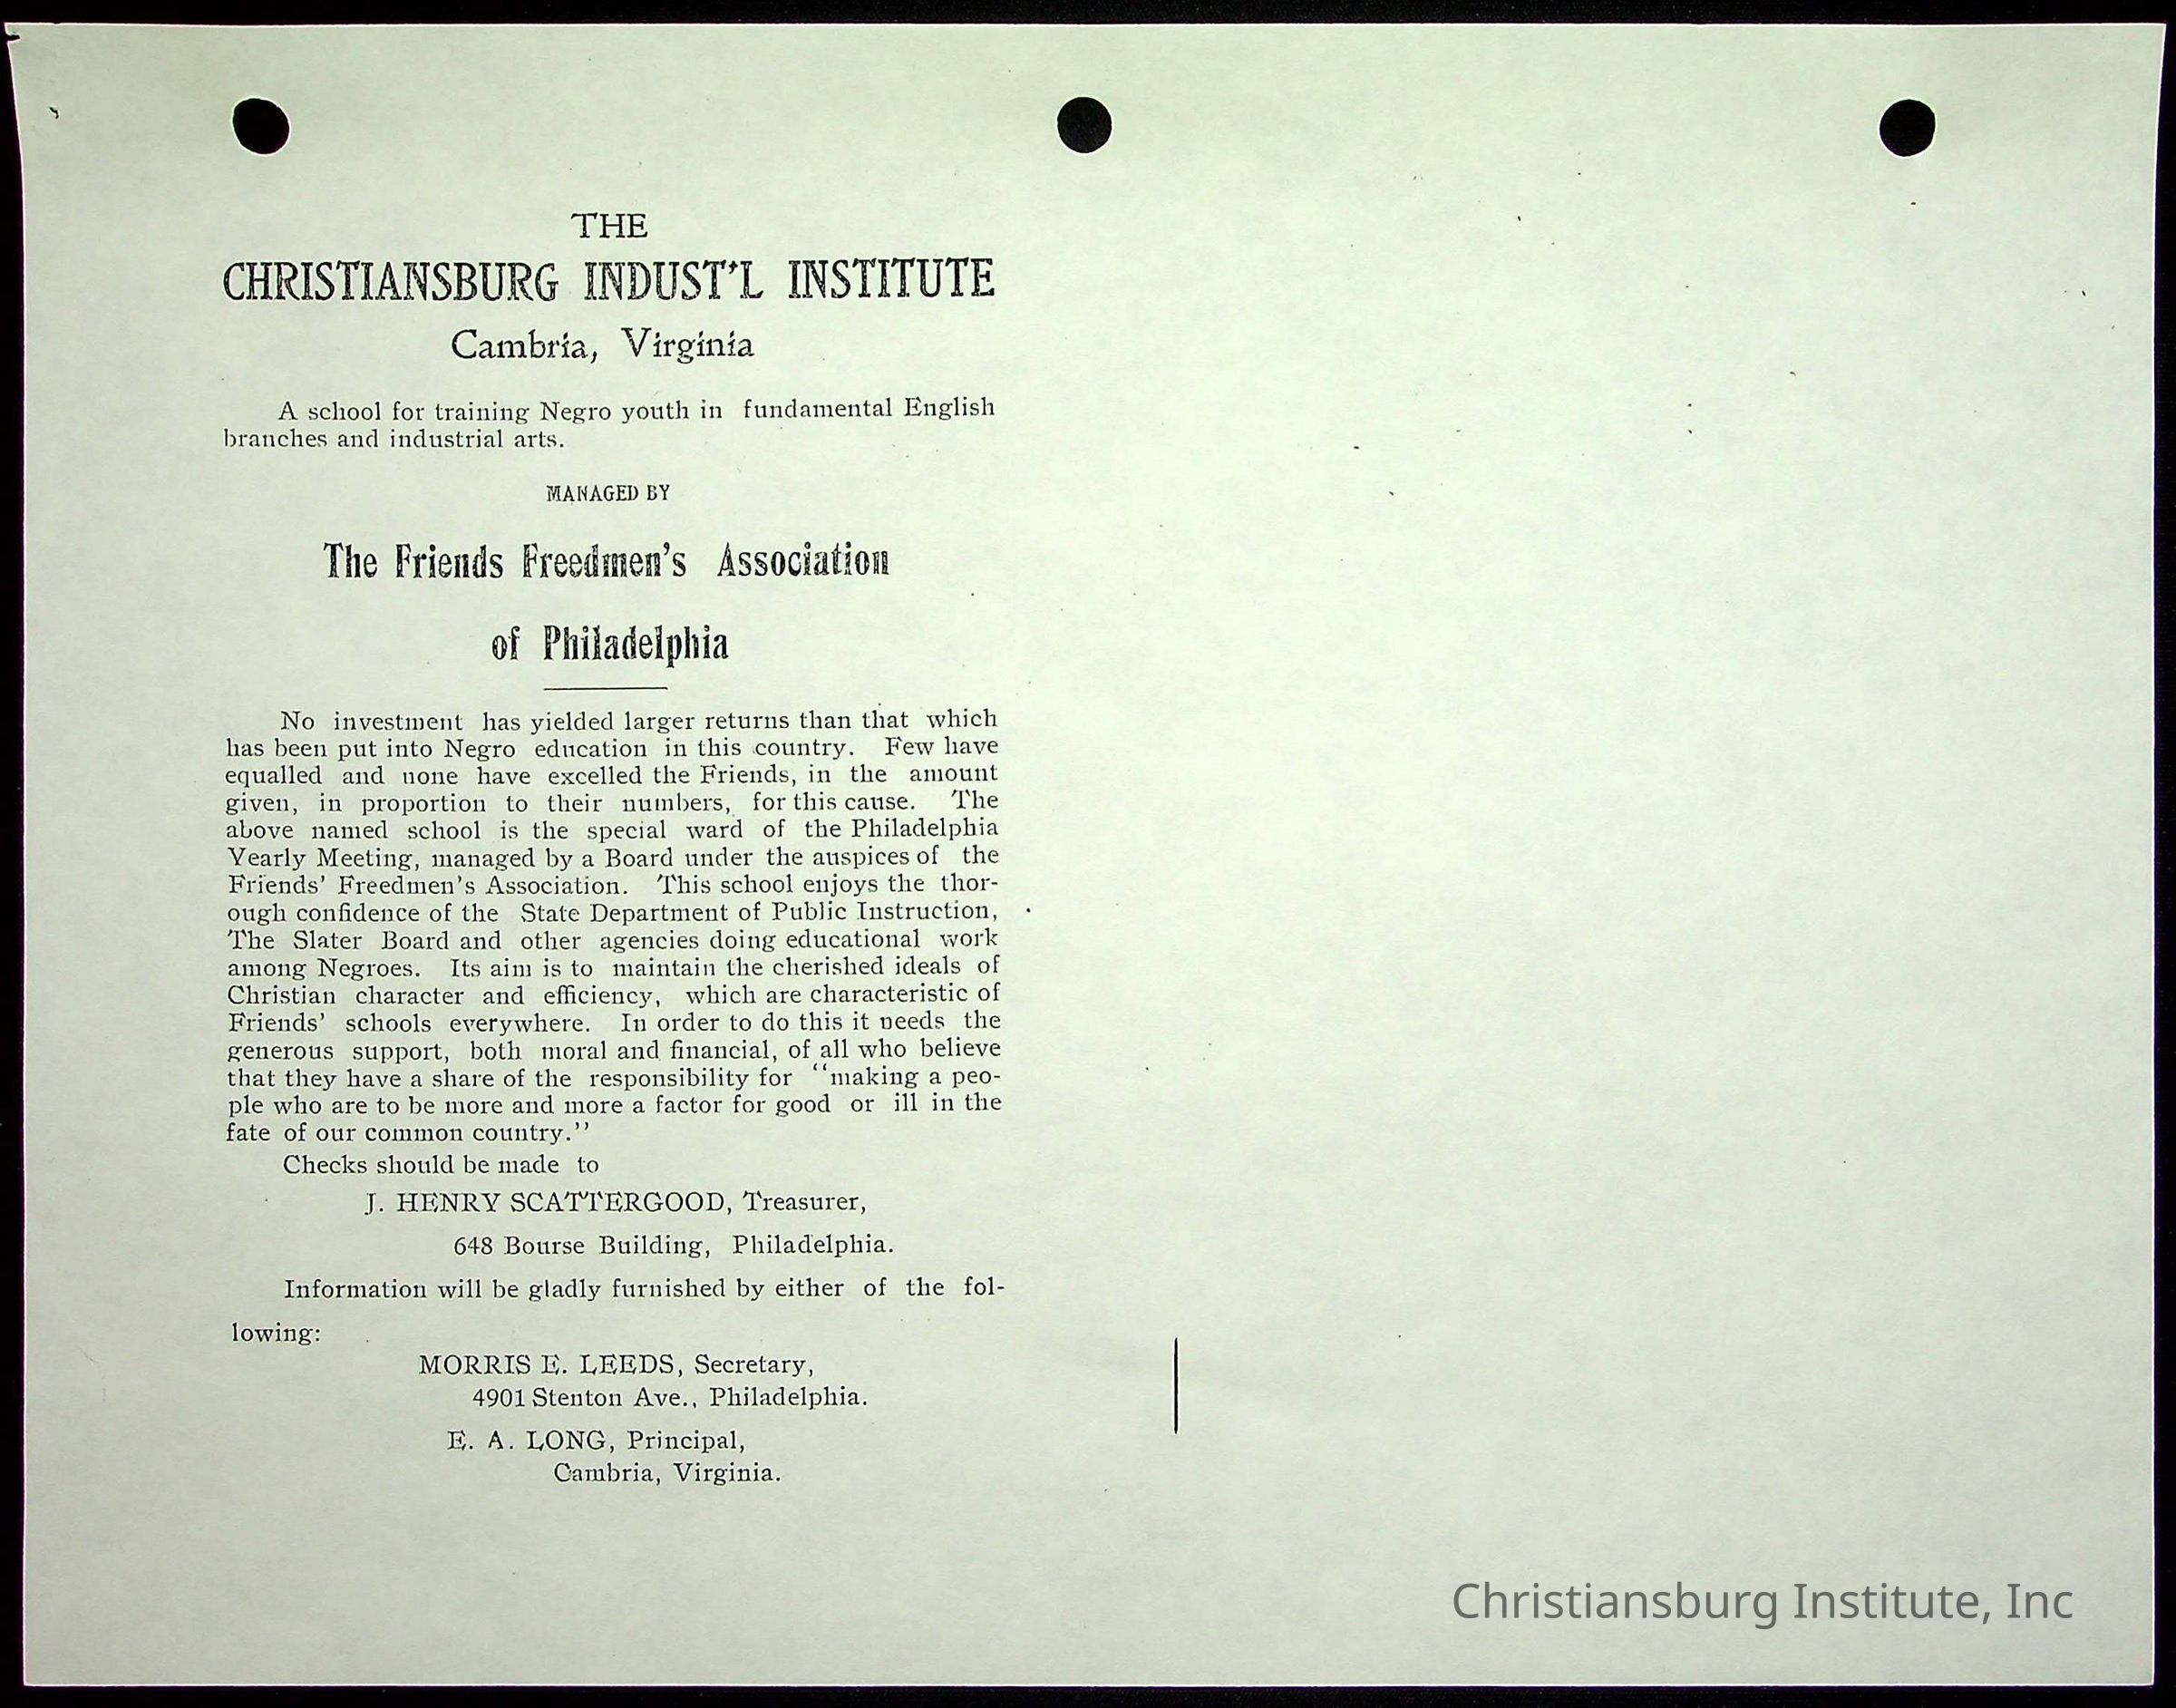 THE
CHRISTIANSBURG INDUST'L INSTITUTE
Cambria, Virginia
A school for training Negro youth in fundamental English
branches and industrial arts.
MANAGED BY
The Friends Freedmen's Association
of Philadelphia
No investment has yielded larger returns than that which
has been put into Negro education in this country. Few have
equalled and none have excelled the Friends, in the amount
given, in proportion to their numbers, for this cause. The
above named school is the special ward of the Philadelphia
Yearly Meeting, managed by a Board under the auspices of the
Friends' Freedmen's Association. This school enjoys the thor-
ough confidence of the State Department of Public Instruction,
The Slater Board and other agencies doing educational work
among Negroes. Its aim is to maintain the cherished ideals of
Christian character and efficiency, which are characteristic of
Friends' schools everywhere. In order to do this it needs the
generous support, both moral and financial, of all who believe
that they have a share of the responsibility for "making a peo-
ple who are to be more and more a factor for good or ill in the
fate of our common country."
Checks should be made to
J. HENRY SCATTERGOOD, Treasurer,
648 Bourse Building, Philadelphia.
Information will be gladly furnished by either of the fol-
lowing:
MORRIS E. LEEDS, Secretary,
4901 Stenton Ave., Philadelphia.
E. A. LONG, Principal,
Cambria, Virginia.
Christiansburg Institute, Inc